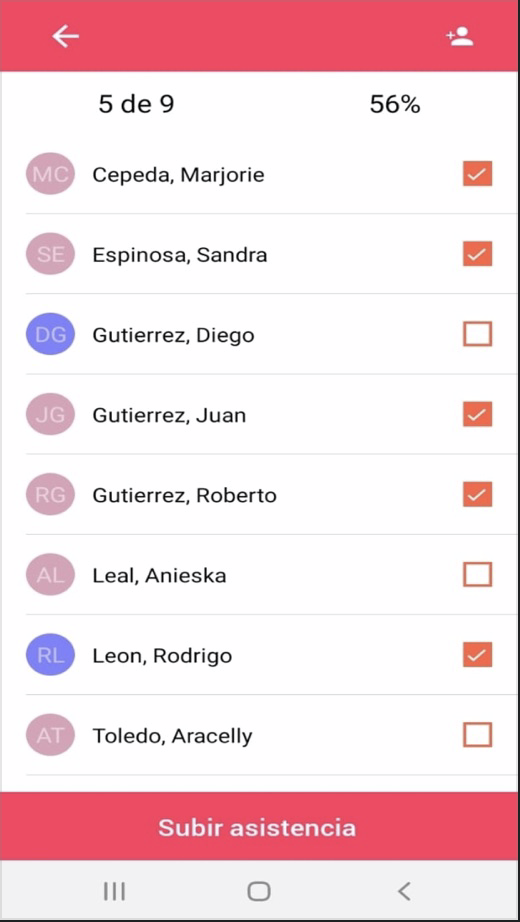 5 de 9 56%
MC Cepeda, Marjorie
SE Espinosa, Sandra
DG Gutierrez, Diego
JG Gutierrez, Juan
RG Gutierrez, Roberto
AL Leal, Anieska
RL Leon, Rodrigo
AT Toledo, Aracelly
Subir asistencia